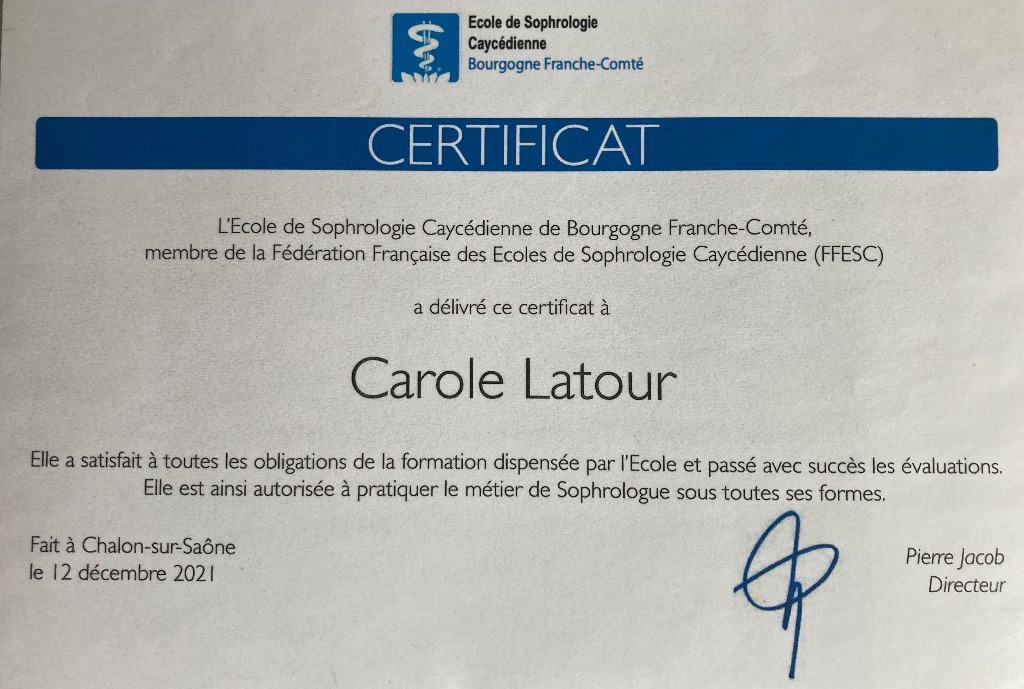 Ecole de Sophrologie
Caycédienne
Bourgogne Franche-Comté
CERTIFICAT
L'Ecole de Sophrologie Caycédienne de Bourgogne Franche-Comté,
membre de la Fédération Française des Ecoles de Sophrologie Caycédienne (FFESC)
a délivré ce certificat à
Carole Latour
Elle a satisfait à toutes les obligations de la formation dispensée par l'Ecole et passé avec succès les évaluations.
Elle est ainsi autorisée à pratiquer le métier de Sophrologue sous toutes ses formes.
Fait à Chalon-sur-Saône
le 12 décembre 2021
Pierre Jacob
Directeur